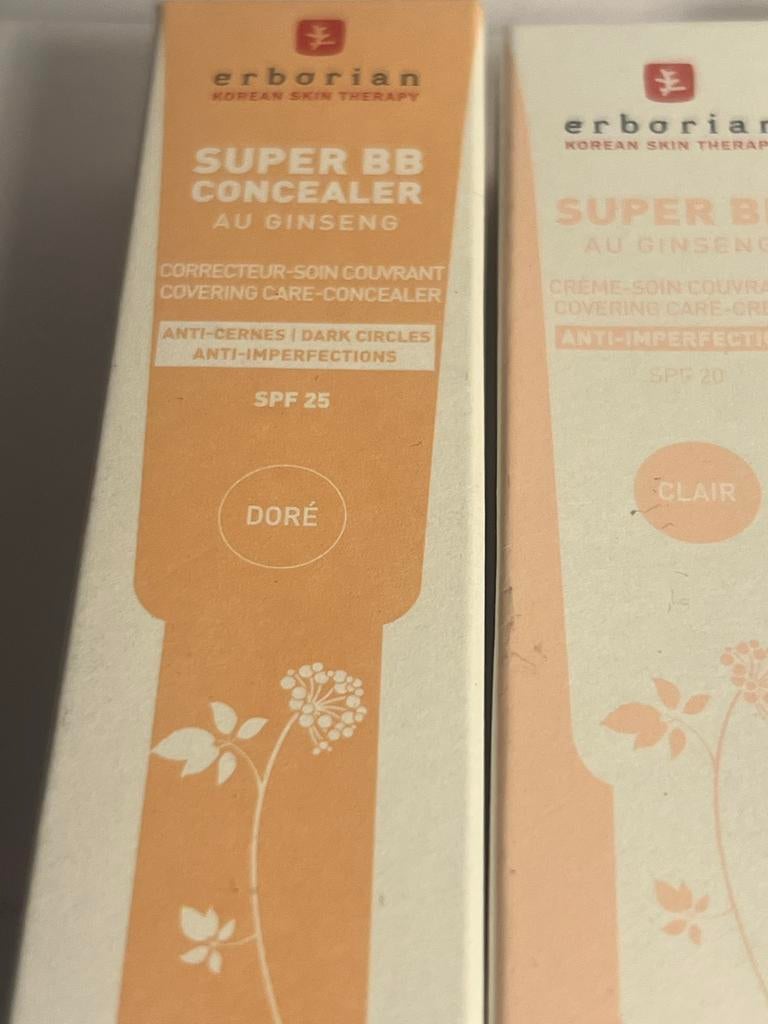 erborian
KOREAN SKIN THERAPY
SUPER BB
CONCEALER
AU GINSENG
CORRECTEUR-SOIN COUVRANT
COVERING CARE-CONCEALER
ANTI-CERNES | DARK CIRCLES
ANTI-IMPERFECTIONS
SPF 25
DORÉ
erborian
KOREAN SKIN THERAP
SUPER B
AU GINSENG
CRÈME-SOIN COUVRA
COVERING CARE-CRE
ANTI-IMPERFECTIO
SPF 20
CLAIR